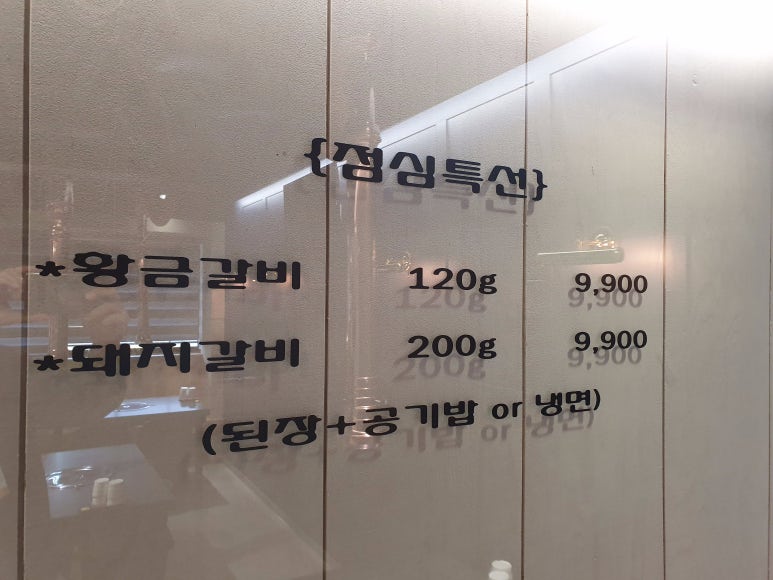 {점심특선}
*황금갈비 120g 9,900
*돼지갈비 200g 9,900
(된장+공기밥 or 냉면)